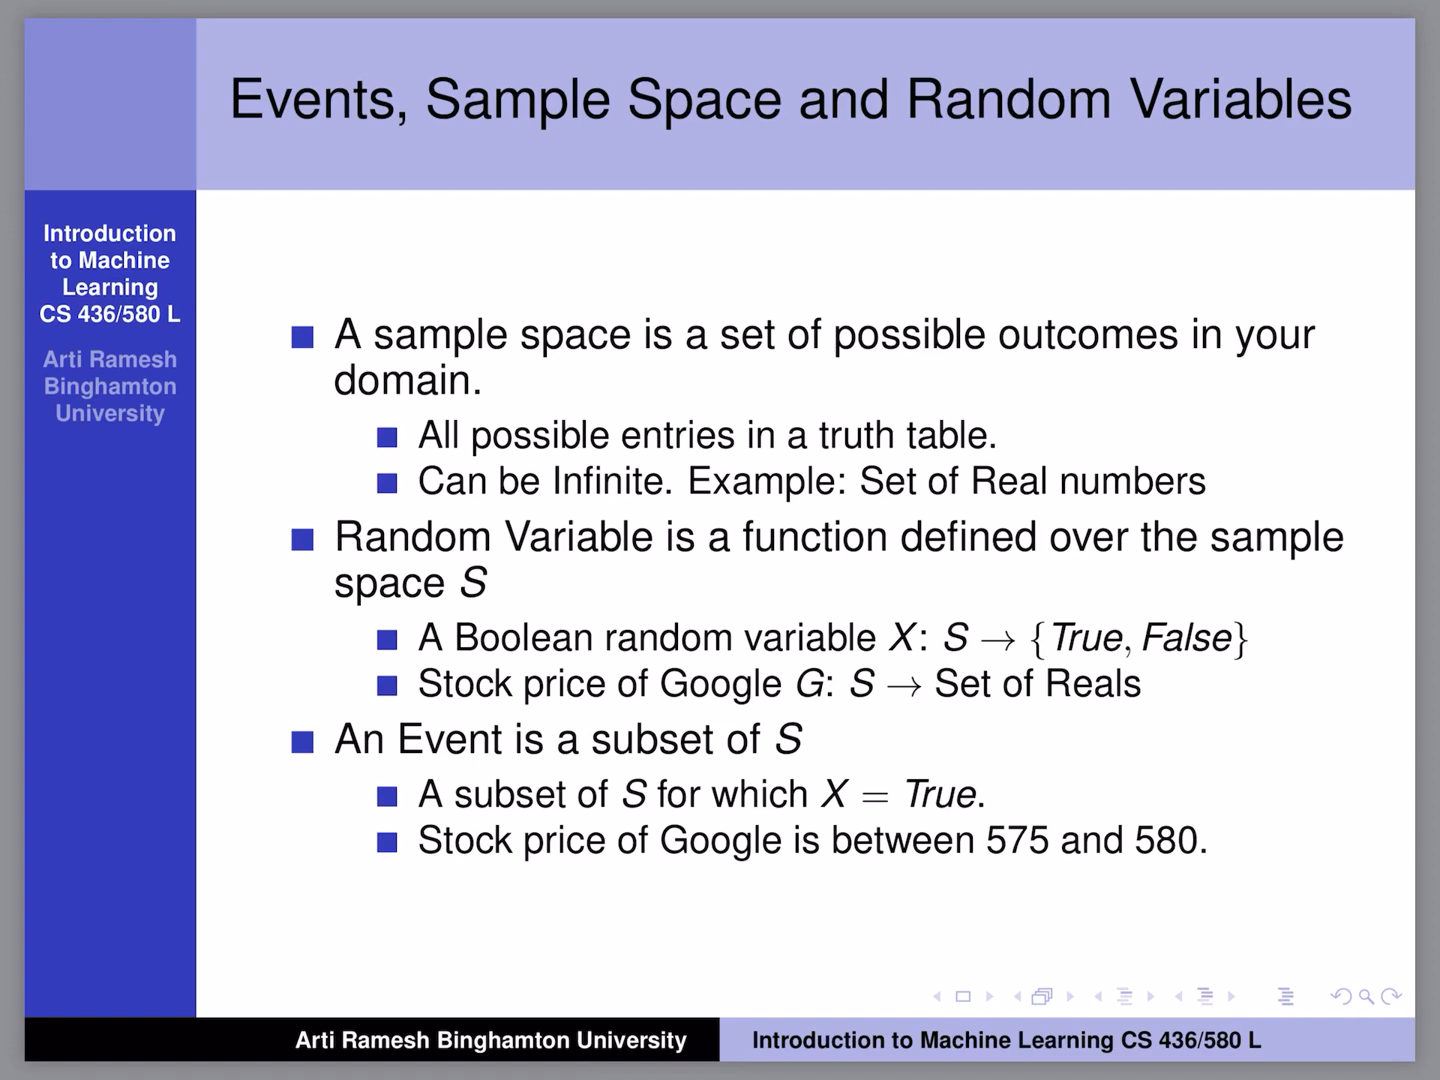 Events, Sample Space and Random Variables
Introduction
to Machine
Learning
CS 436/580 L
Arti Ramesh
Binghamton
University
A sample space is a set of possible outcomes in your
domain.
All possible entries in a truth table.
Can be Infinite. Example: Set of Real numbers
Random Variable is a function defined over the sample
space S
A Boolean random variable X: S → {True, False}
Stock price of Google G: S → Set of Reals
An Event is a subset of S
A subset of S for which X = True.
Stock price of Google is between 575 and 580.
Arti Ramesh Binghamton University
Introduction to Machine Learning CS 436/580 L